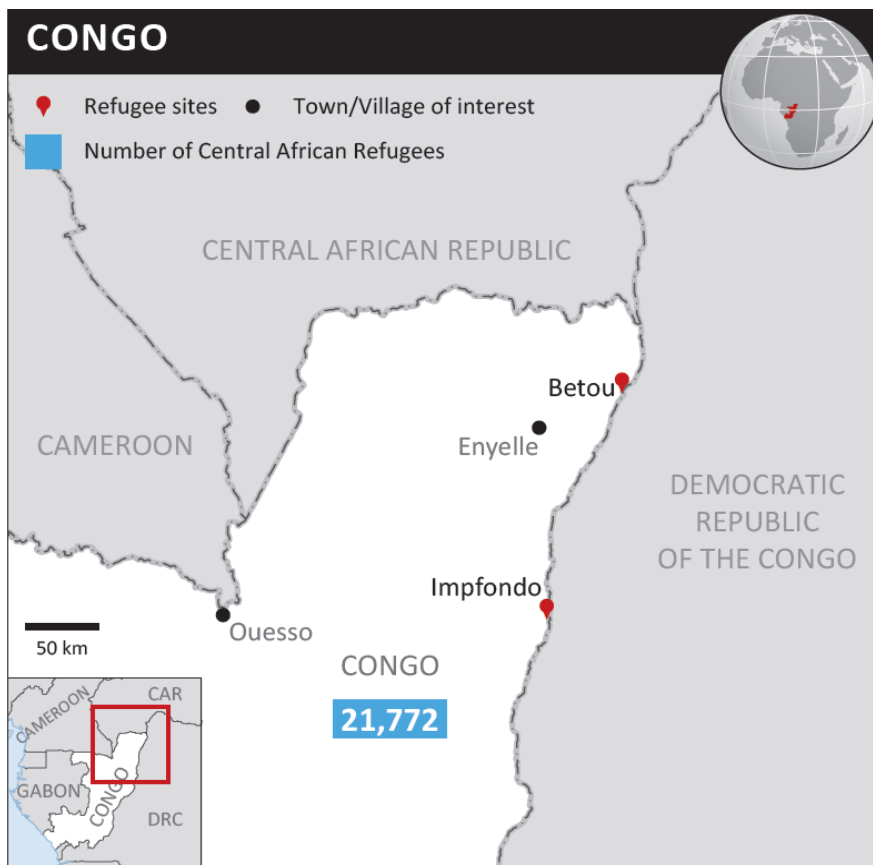 CONGO
Refugee sites
Town/Village of interest
Number of Central African Refugees
CENTRAL AFRICAN REPUBLIC
Betou
CAMEROON
Enyelle
DEMOCRATIC
REPUBLIC
OF THE CONGO
Impfondo
Ouesso
50 km
CONGO
21,772
CAR
CAMEROON
GABON
CONGO
DRC